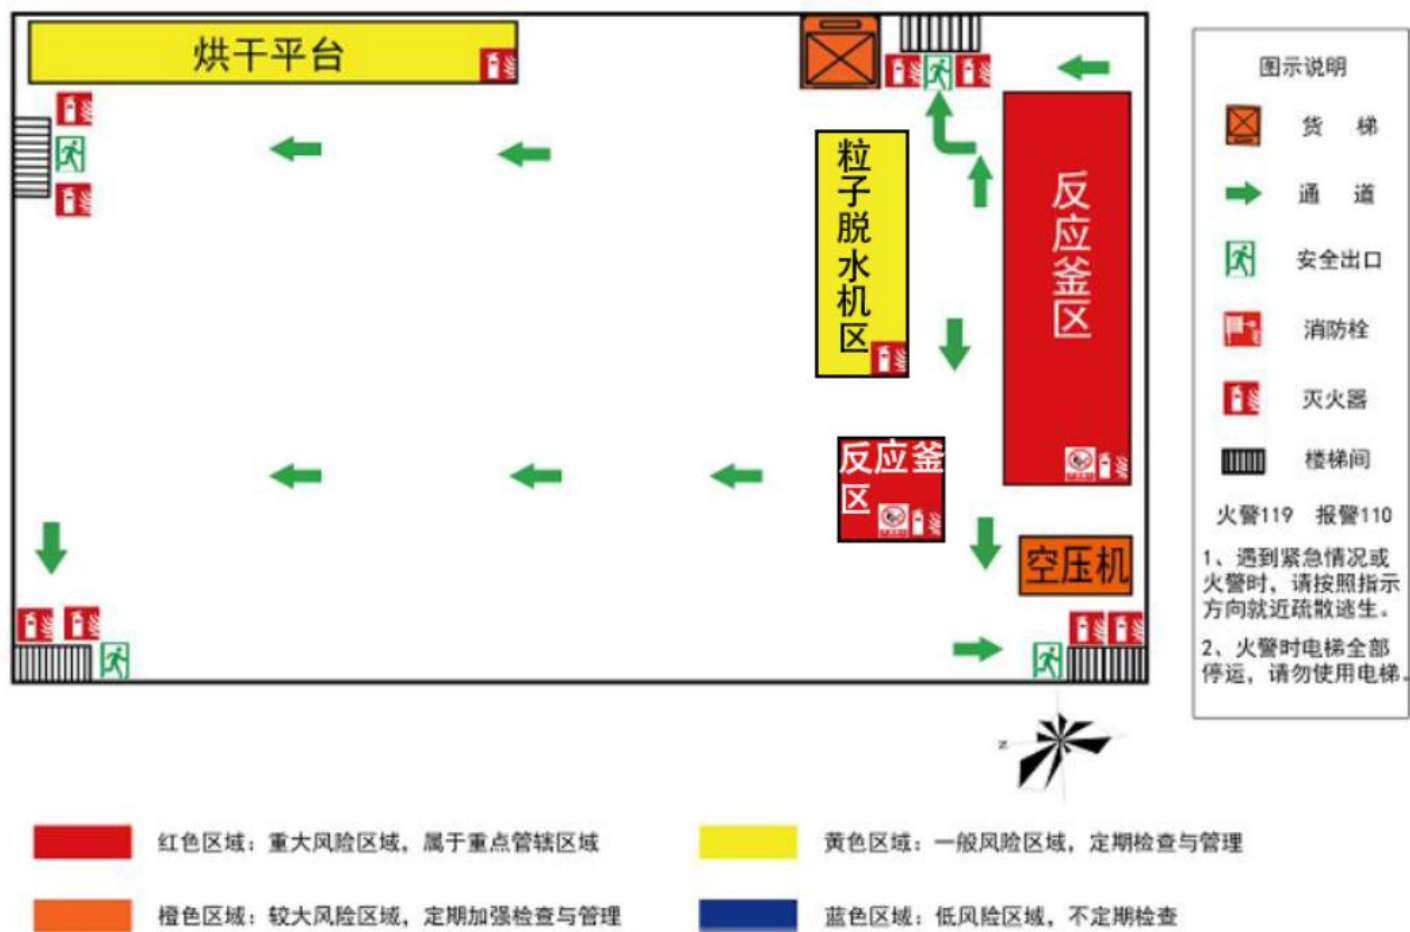 烘干平台
粒子脱水机区
反应釜区
反应釜
区
空压机
图示说明
货 梯
通 道
安全出口
消防栓
灭火器
楼梯间
火警119 报警110
1、遇到紧急情况或
火警时，请按照指示
方向就近疏散逃生。
2、火警时电梯全部
停运，请勿使用电梯。
N
红色区域：重大风险区域，属于重点管辖区域
黄色区域：一般风险区域，定期检查与管理
橙色区域：较大风险区域，定期加强检查与管理
蓝色区域：低风险区域，不定期检查